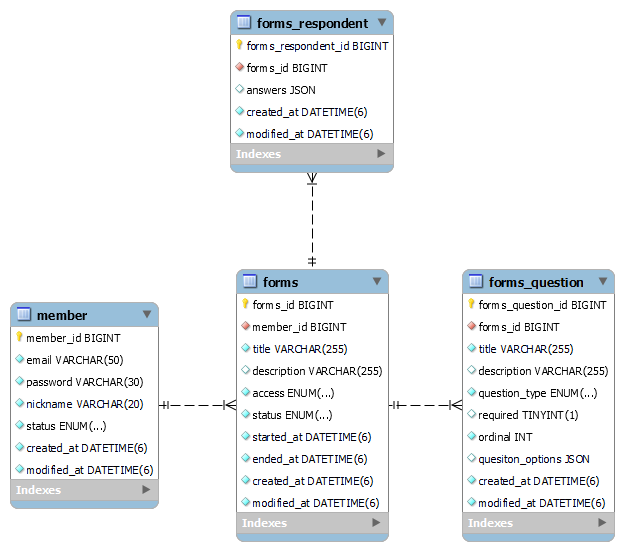 forms_respondent
forms_respondent_id BIGINT
forms_id BIGINT
answers JSON
created_at DATETIME(6)
modified_at DATETIME(6)
Indexes
member
member_id BIGINT
email VARCHAR(50)
password VARCHAR(30)
nickname VARCHAR(20)
status ENUM(...)
created_at DATETIME(6)
modified_at DATETIME(6)
Indexes
forms
forms_id BIGINT
member_id BIGINT
title VARCHAR(255)
description VARCHAR(255)
access ENUM(...)
status ENUM(...)
started_at DATETIME(6)
ended_at DATETIME(6)
created_at DATETIME(6)
modified_at DATETIME(6)
Indexes
forms_question
forms_question_id BIGINT
forms_id BIGINT
title VARCHAR(255)
description VARCHAR(255)
question_type ENUM(...)
required TINYINT(1)
ordinal INT
quesiton_options JSON
created_at DATETIME(6)
modified_at DATETIME(6)
Indexes